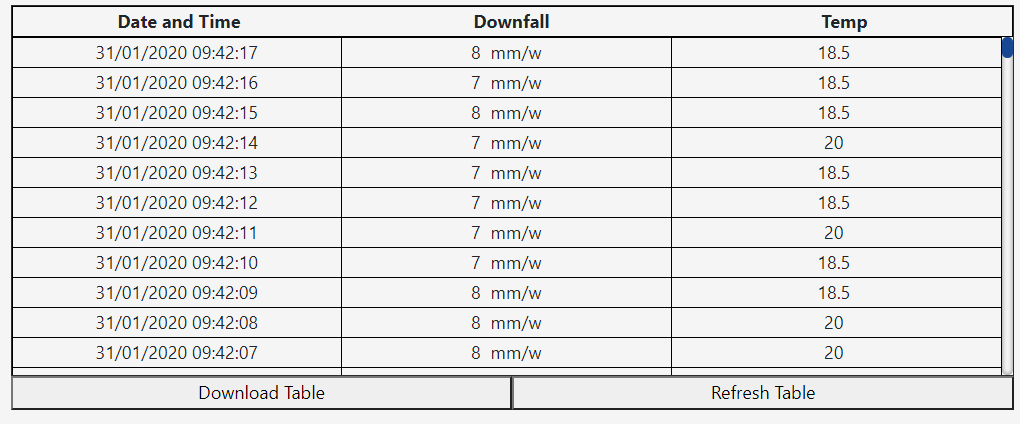 Date and Time Downfall Temp
31/01/2020 09:42:17 8 mm/w 18.5
31/01/2020 09:42:16 7 mm/w 18.5
31/01/2020 09:42:15 8 mm/w 18.5
31/01/2020 09:42:14 7 mm/w 20
31/01/2020 09:42:13 7 mm/w 18.5
31/01/2020 09:42:12 7 mm/w 18.5
31/01/2020 09:42:11 7 mm/w 20
31/01/2020 09:42:10 7 mm/w 18.5
31/01/2020 09:42:09 8 mm/w 18.5
31/01/2020 09:42:08 8 mm/w 20
31/01/2020 09:42:07 8 mm/w 20
Download Table Refresh Table